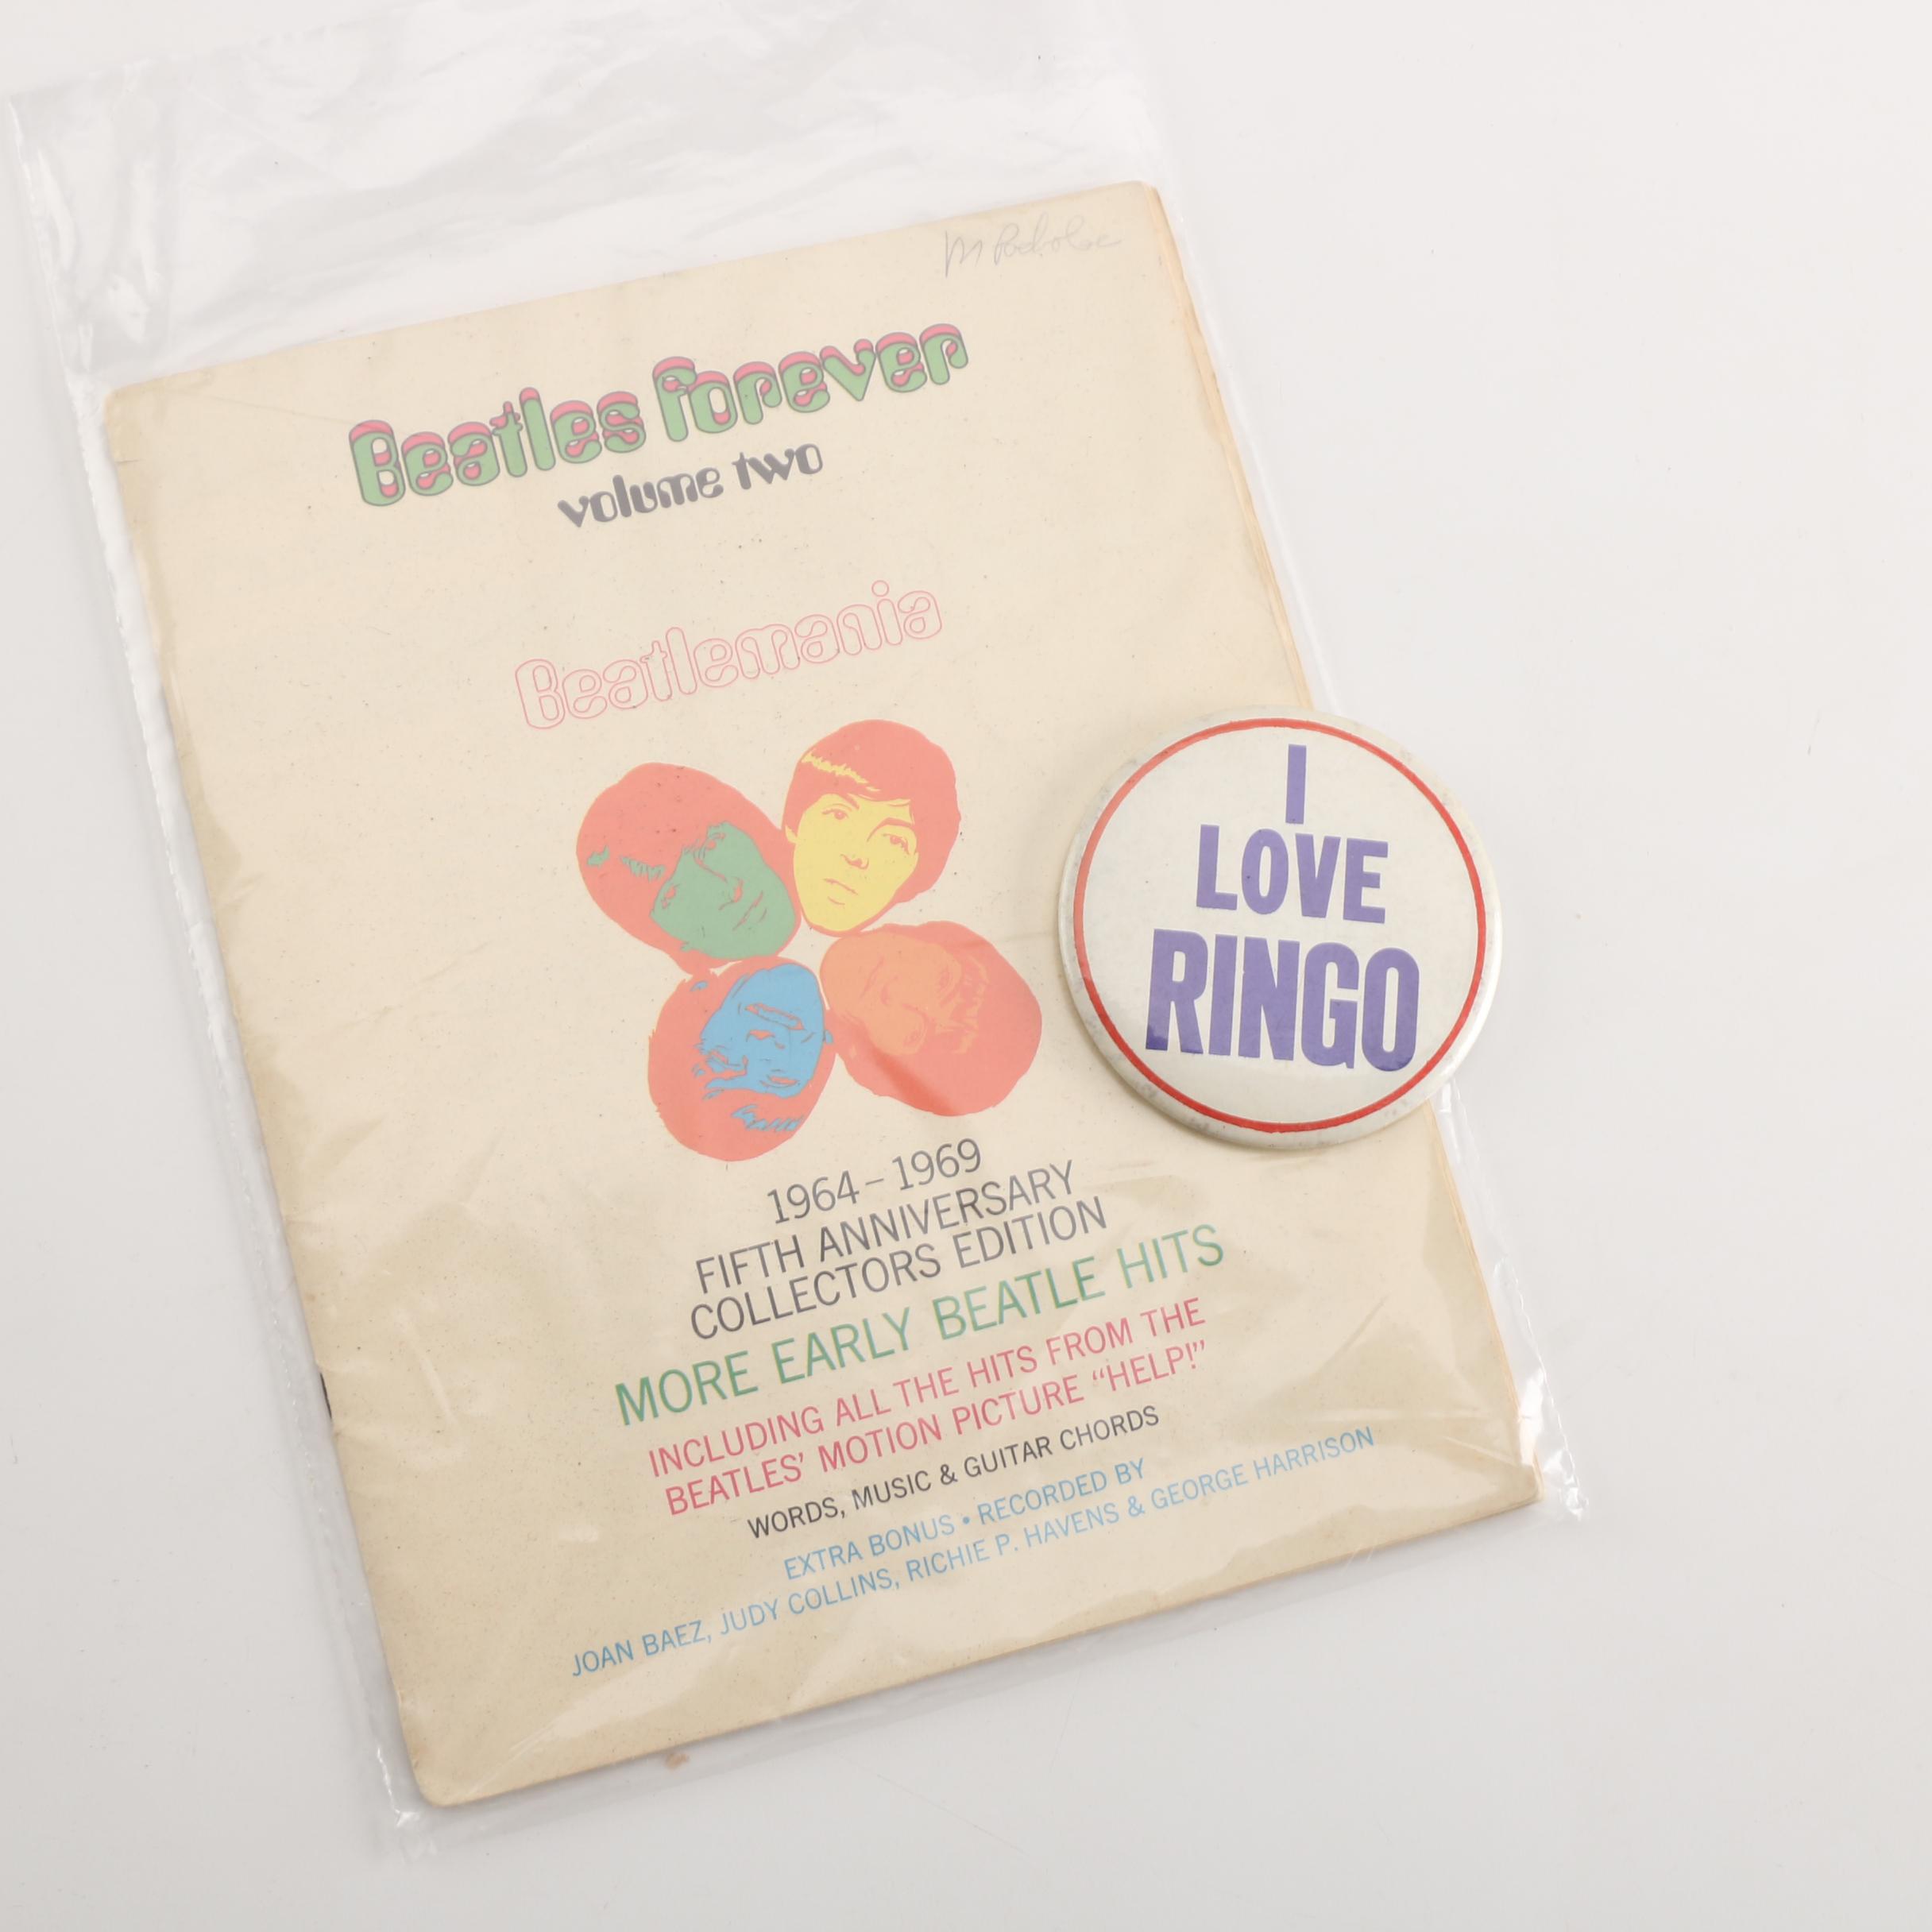 Beatles forever
volume two
Beatlemania
1964–1969
FIFTH ANNIVERSARY
COLLECTORS EDITION
MORE EARLY BEATLE HITS
INCLUDING ALL THE HITS FROM THE
BEATLES' MOTION PICTURE “HELP!”
WORDS, MUSIC & GUITAR CHORDS
EXTRA BONUS • RECORDED BY
JOAN BAEZ, JUDY COLLINS, RICHIE P. HAVENS & GEORGE HARRISON
I
LOVE
RINGO